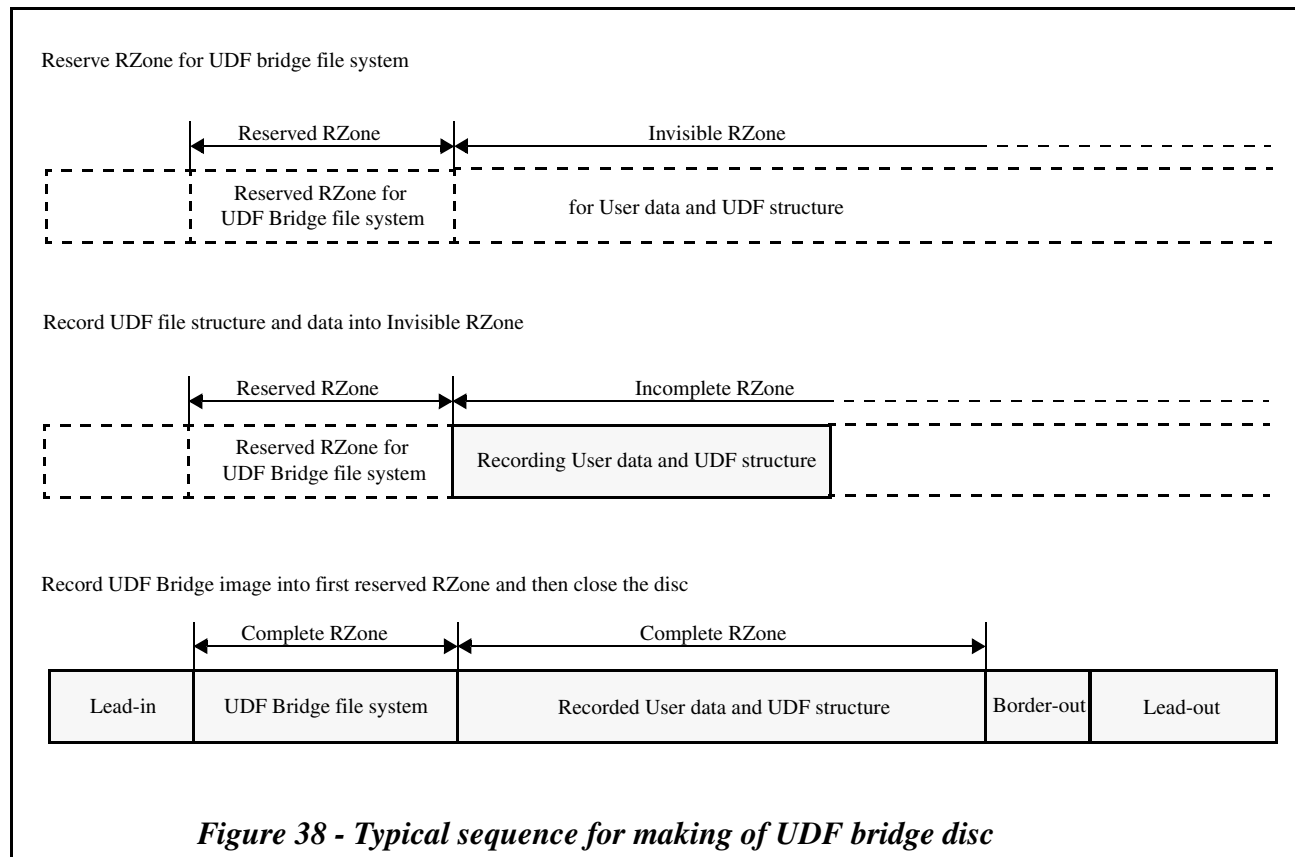 Reserve RZone for UDF bridge file system
Reserved RZone
Invisible RZone
Reserved RZone for
UDF Bridge file system
for User data and UDF structure
Record UDF file structure and data into Invisible RZone
Reserved RZone
Incomplete RZone
Reserved RZone for
UDF Bridge file system
Recording User data and UDF structure
Record UDF Bridge image into first reserved RZone and then close the disc
Complete RZone
Complete RZone
Lead-in
UDF Bridge file system
Recorded User data and UDF structure
Border-out
Lead-out
Figure 38 - Typical sequence for making of UDF bridge disc